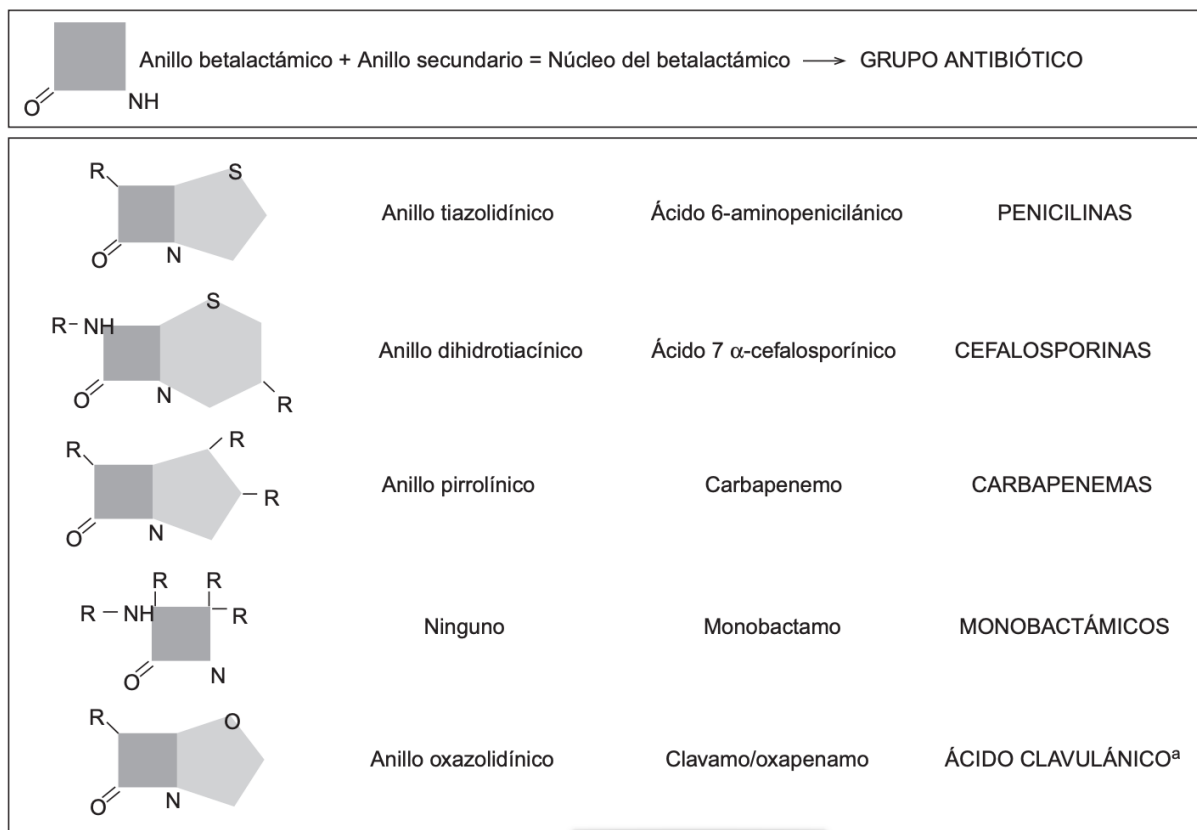 Anillo betalactámico + Anillo secundario = Núcleo del betalactámico ⟶ GRUPO ANTIBIÓTICO
O
NH
R
S
O
N
Anillo tiazolidínico
Ácido 6-aminopenicilánico
PENICILINAS
S
R– NH
O
N
R
Anillo dihidrotiacínico
Ácido 7 α-cefalosporínico
CEFALOSPORINAS
R
R
R
O
N
Anillo pirrolínico
Carbapenemo
CARBAPENEMAS
R
R
R – NH
R
O
N
Ninguno
Monobactamo
MONOBACTÁMICOS
R
O
O
N
Anillo oxazolidínico
Clavamo/oxapenamo
ÁCIDO CLAVULÁNICOª